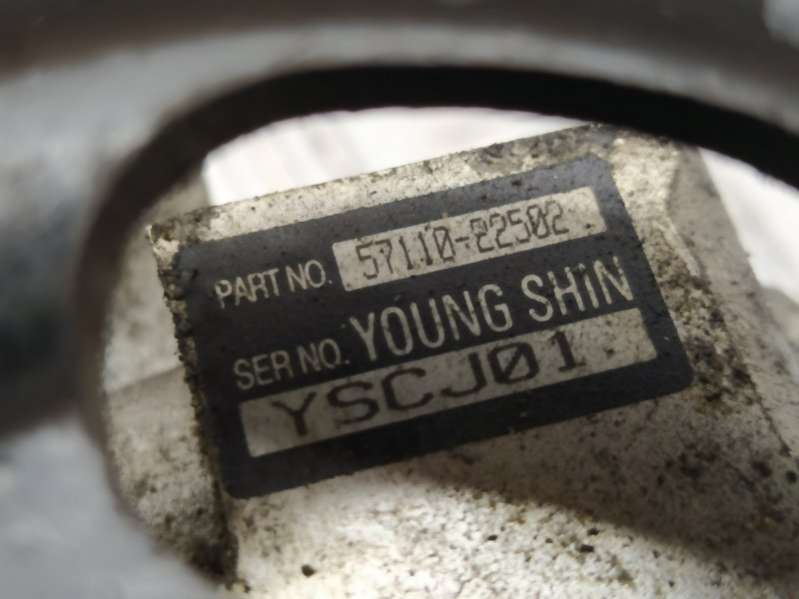 PART NO. 57110-22502
SER NO. YOUNG SHIN
YSCJ01